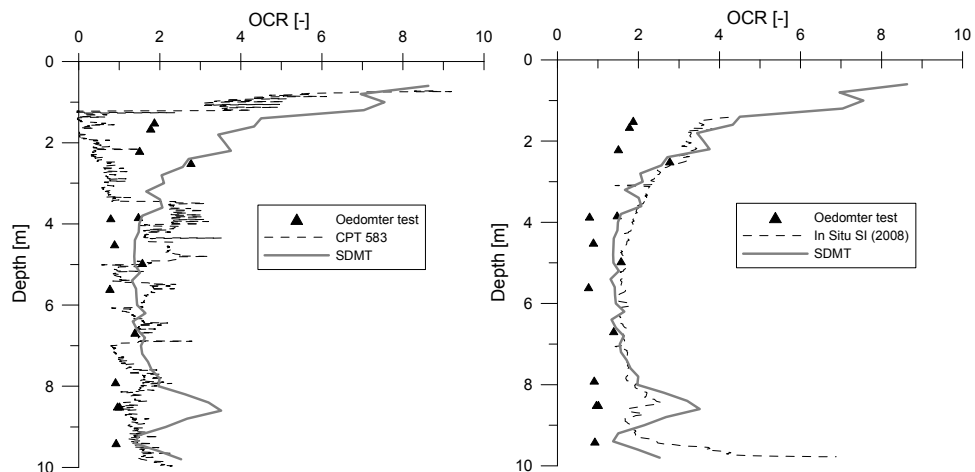 OCR [-]
0 2 4 6 8 10
0
2
4
6
8
10
Depth [m]
Oedomter test
CPT 583
SDMT
OCR [-]
0 2 4 6 8 10
0
2
4
6
8
10
Depth [m]
Oedomter test
In Situ SI (2008)
SDMT